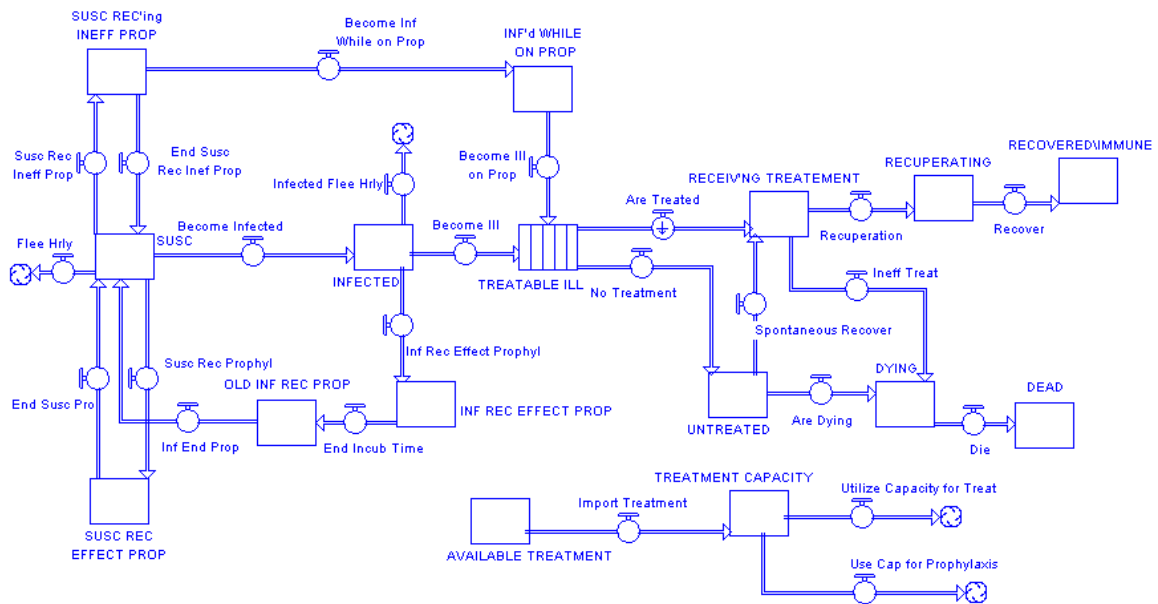 SUSC REC'ing
INEFF PROP
Become Inf
While on Prop
INF'd WHILE
ON PROP
Susc Rec
Ineff Prop
End Susc
Rec Inef Prop
Infected Flee Hrly
Become Ill
on Prop
RECEIV'NG TREATEMENT
RECUPERATING
RECOVERED\IMMUNE
Are Treated
Flee Hrly
SUSC
Become Infected
INFECTED
Become Ill
TREATABLE ILL
No Treatment
Recuperation
Recover
Ineff Treat
Spontaneous Recover
Inf Rec Effect Prophyl
Susc Rec Prophyl
End Susc Pro
OLD INF REC PROP
INF REC EFFECT PROP
Inf End Prop
End Incub Time
UNTREATED
Are Dying
DYING
DEAD
Die
SUSC REC
EFFECT PROP
TREATMENT CAPACITY
Import Treatment
AVAILABLE TREATMENT
Utilize Capacity for Treat
Use Cap for Prophylaxis